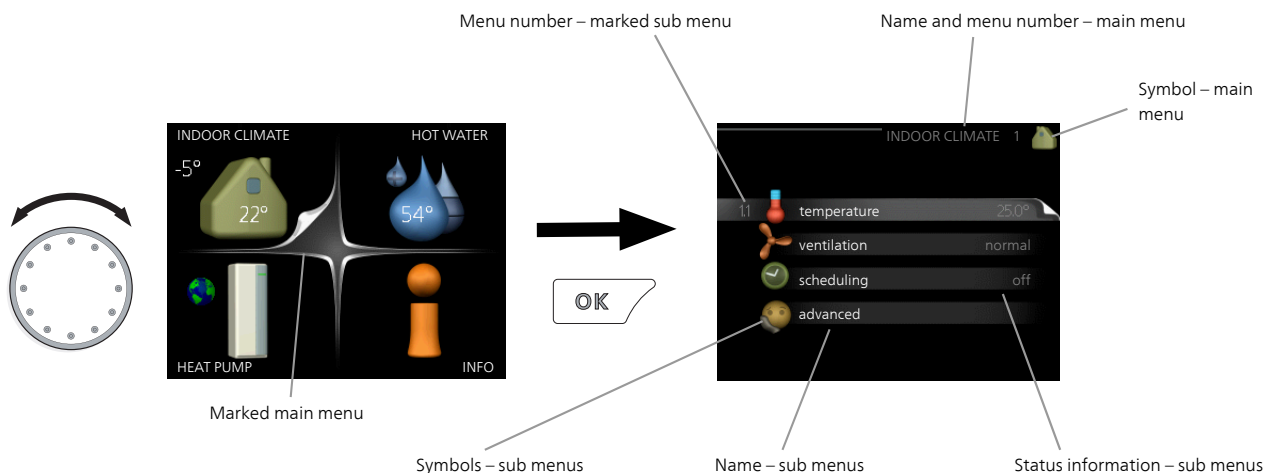 Menu number – marked sub menu
Name and menu number – main menu
Symbol – main
menu
INDOOR CLIMATE
HOT WATER
-5°
22°
54°
HEAT PUMP
INFO
Marked main menu
OK
INDOOR CLIMATE 1
1.1 temperature 25.0°
ventilation normal
scheduling off
advanced
Symbols – sub menus
Name – sub menus
Status information – sub menus